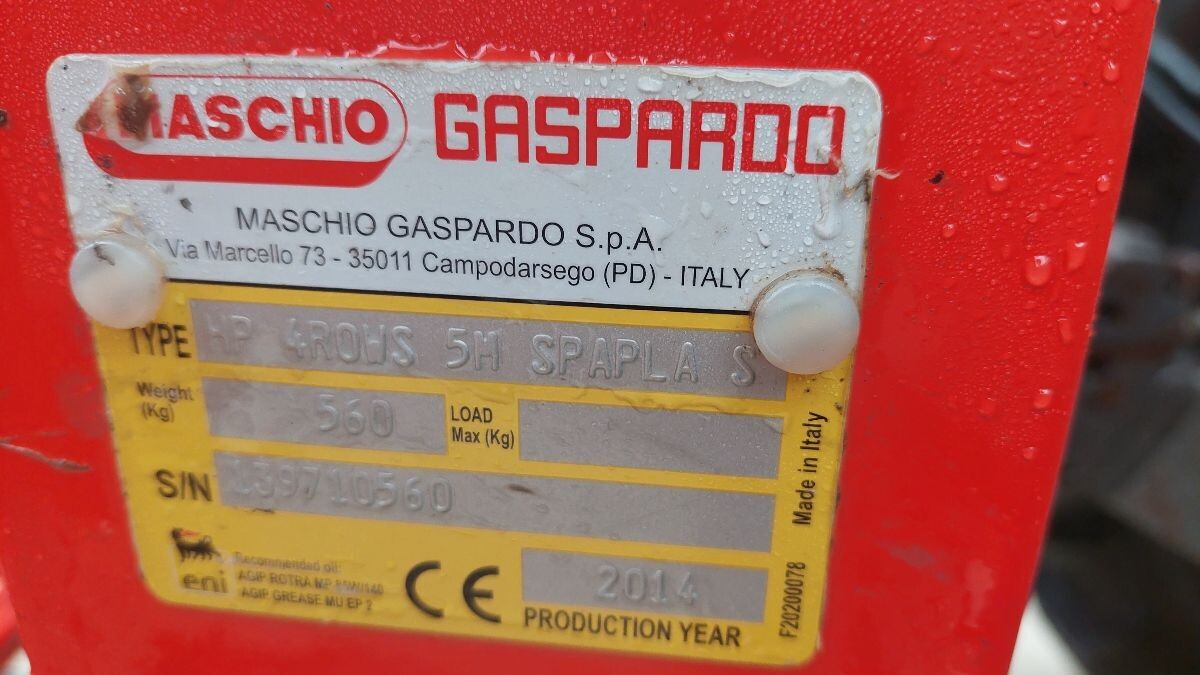 MASCHIO GASPARDO
MASCHIO GASPARDO S.p.A.
Via Marcello 73 - 35011 Campodarsego (PD) - ITALY
TYPE HP 4ROWS 5M SPAPLA S
Weight (Kg) 560 LOAD Max (Kg)
S/N 139710560
eni
Recommended oil:
AGIP ROTRA MP 80W/140
AGIP GREASE MU EP 2
CE
2014
PRODUCTION YEAR
Made in Italy
F20200078